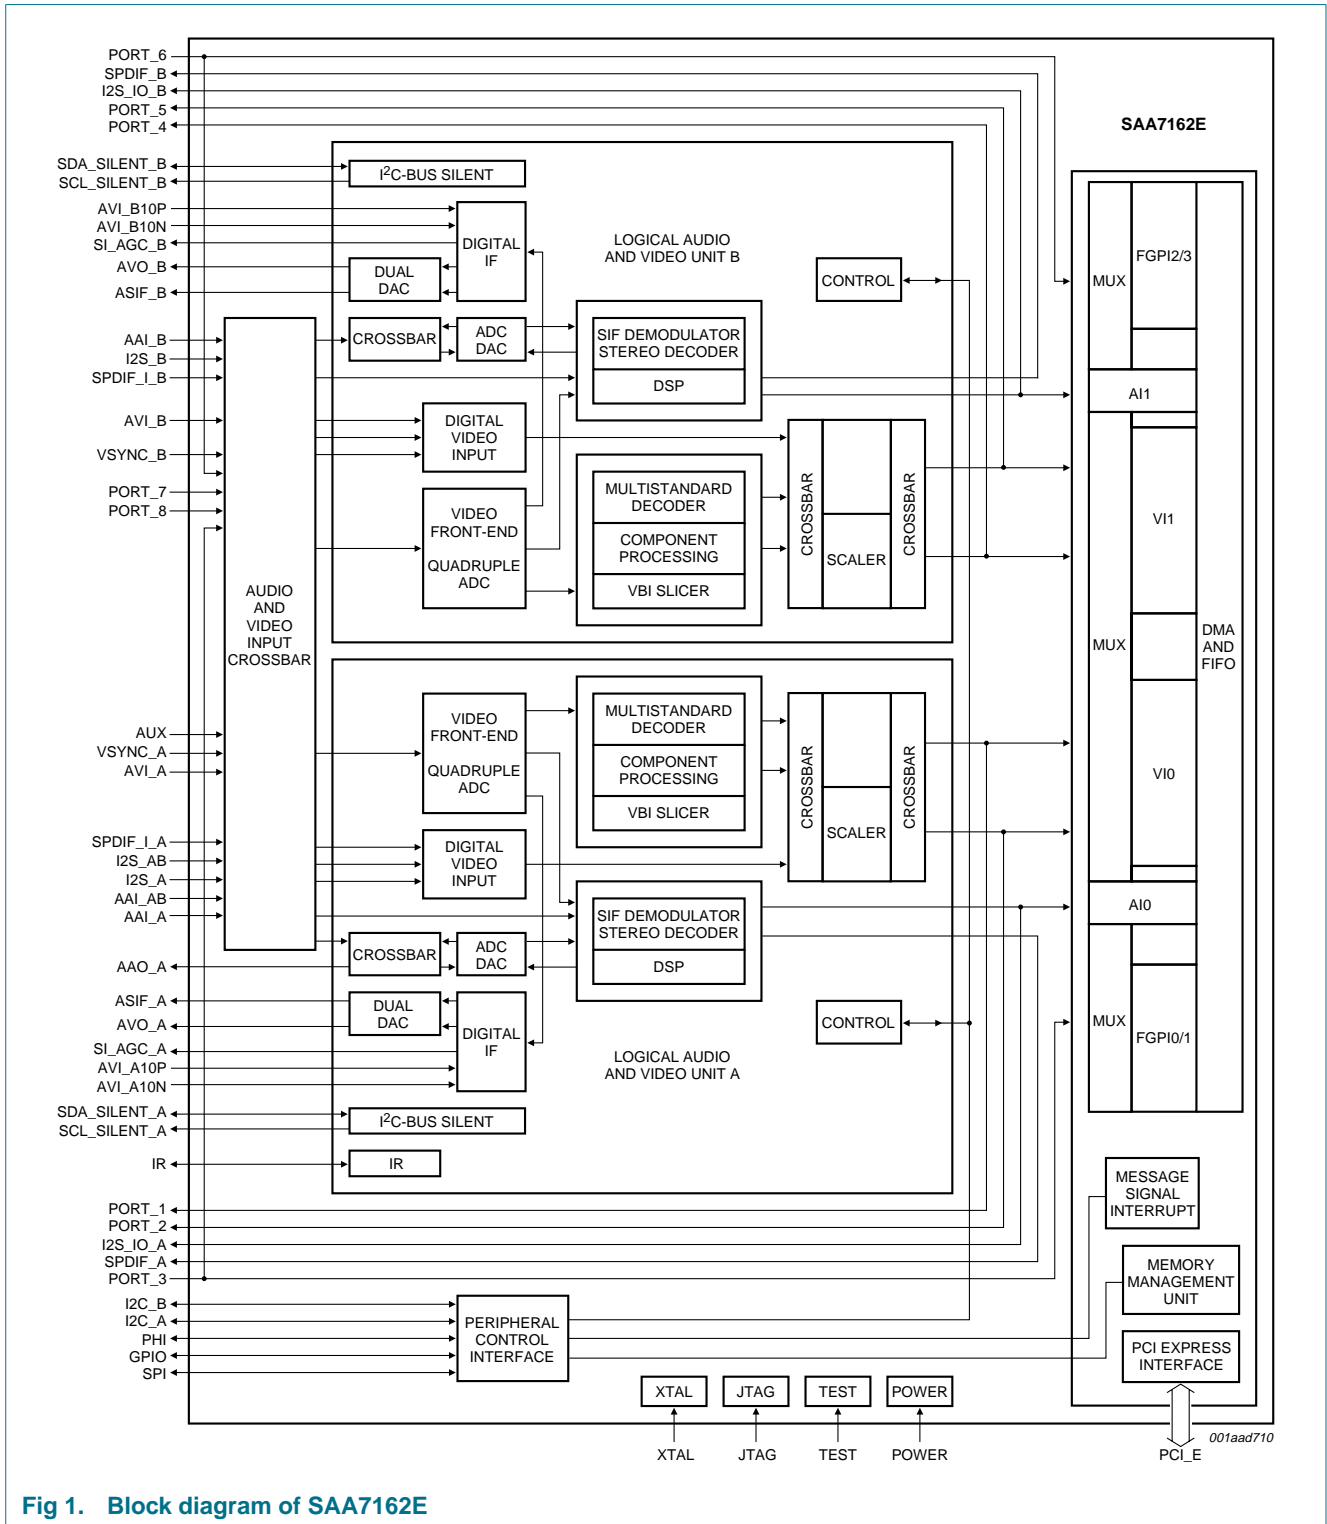 PORT_6
SPDIF_B
I2S_IO_B
PORT_5
PORT_4
SAA7162E
SDA_SILENT_B
SCL_SILENT_B
I2C-BUS SILENT
AVI_B10P
AVI_B10N
SI_AGC_B
AVO_B
ASIF_B
DIGITAL
IF
DUAL
DAC
LOGICAL AUDIO
AND VIDEO UNIT B
CONTROL
MUX
FGPI2/3
AAI_B
I2S_B
SPDIF_I_B
CROSSBAR
ADC
DAC
SIF DEMODULATOR
STEREO DECODER
DSP
AI1
AVI_B
VSYNC_B
PORT_7
PORT_8
DIGITAL
VIDEO
INPUT
VIDEO
FRONT-END
QUADRUPLE
ADC
MULTISTANDARD
DECODER
COMPONENT
PROCESSING
VBI SLICER
CROSSBAR
SCALER
CROSSBAR
VI1
AUDIO
AND
VIDEO
INPUT
CROSSBAR
MUX
DMA
AND
FIFO
AUX
VSYNC_A
AVI_A
VIDEO
FRONT-END
QUADRUPLE
ADC
MULTISTANDARD
DECODER
COMPONENT
PROCESSING
VBI SLICER
CROSSBAR
SCALER
CROSSBAR
VI0
SPDIF_I_A
I2S_AB
I2S_A
AAI_AB
AAI_A
DIGITAL
VIDEO
INPUT
SIF DEMODULATOR
STEREO DECODER
DSP
AI0
AAO_A
CROSSBAR
ADC
DAC
ASIF_A
AVO_A
SI_AGC_A
AVI_A10P
AVI_A10N
DUAL
DAC
DIGITAL
IF
LOGICAL AUDIO
AND VIDEO UNIT A
CONTROL
MUX
FGPI0/1
SDA_SILENT_A
SCL_SILENT_A
I2C-BUS SILENT
IR
IR
MESSAGE
SIGNAL
INTERRUPT
PORT_1
PORT_2
I2S_IO_A
SPDIF_A
PORT_3
MEMORY
MANAGEMENT
UNIT
I2C_B
I2C_A
PHI
GPIO
SPI
PERIPHERAL
CONTROL
INTERFACE
PCI EXPRESS
INTERFACE
XTAL
JTAG
TEST
POWER
XTAL
JTAG
TEST
POWER
PCI_E
001aad710
Fig 1. Block diagram of SAA7162E